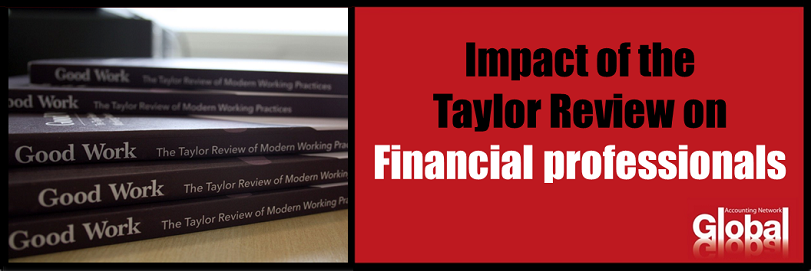 Good Work The Taylor Review of Modern Working Practices
Good Work The Taylor Review of Modern Working Practices
Good Work The Taylor Review of Modern Working
Good Work The Taylor Review of Modern Working
Good Work The Taylor Review of Modern Working Pra
Impact of the
Taylor Review on
Financial professionals
Accounting Network
Global